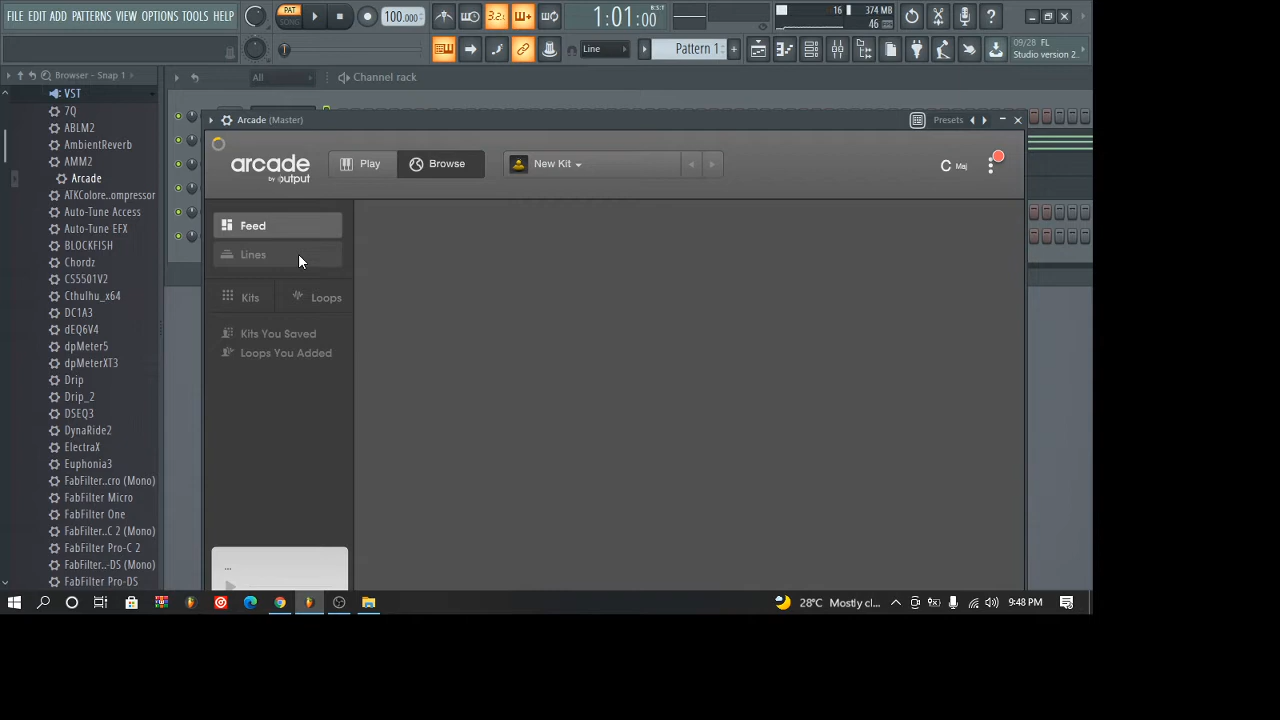 FILE EDIT ADD PATTERNS VIEW OPTIONS TOOLS HELP
PAT
SONG
100.000
3.2.
1:01:00
B:S:T
16
374 MB
46
Line
Pattern 1
09/28 FL
Studio version 2..
Browser - Snap 1
All
Channel rack
VST
7Q
ABLM2
AmbientReverb
AMM2
Arcade
ATKColore..ompressor
Auto-Tune Access
Auto-Tune EFX
BLOCKFISH
Chordz
CS5501V2
Cthulhu_x64
DC1A3
dEQ6V4
dpMeter5
dpMeterXT3
Drip
Drip_2
DSEQ3
DynaRide2
ElectraX
Euphonia3
FabFilter..cro (Mono)
FabFilter Micro
FabFilter One
FabFilter..C 2 (Mono)
FabFilter Pro-C 2
FabFilter..-DS (Mono)
FabFilter Pro-DS
Arcade (Master)
Presets
arcade
by output
Play
Browse
New Kit
C Maj
Feed
Lines
Kits
Loops
Kits You Saved
Loops You Added
...
28°C Mostly cl...
9:48 PM